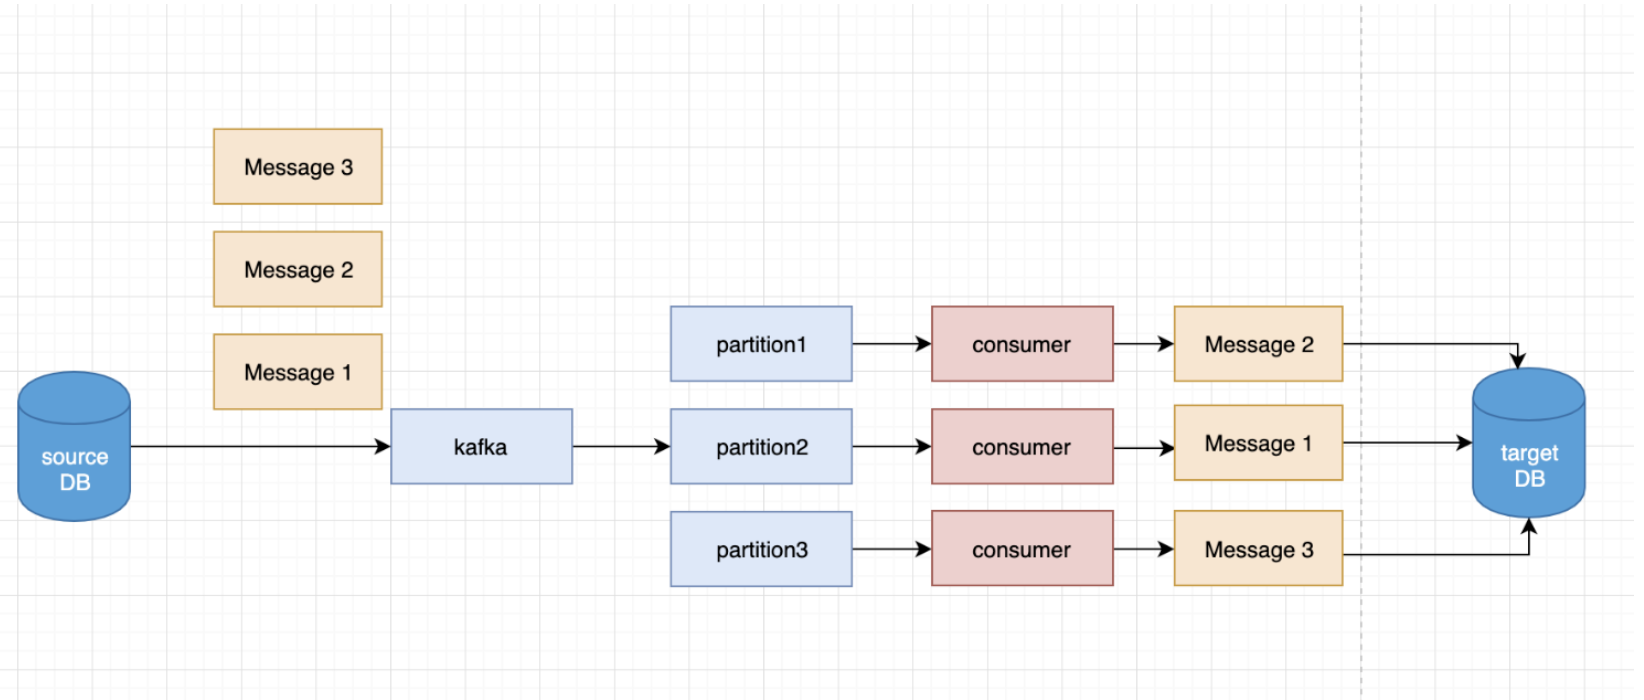 Message 3
Message 2
Message 1
source
DB
kafka
partition1
consumer
Message 2
partition2
consumer
Message 1
partition3
consumer
Message 3
target
DB